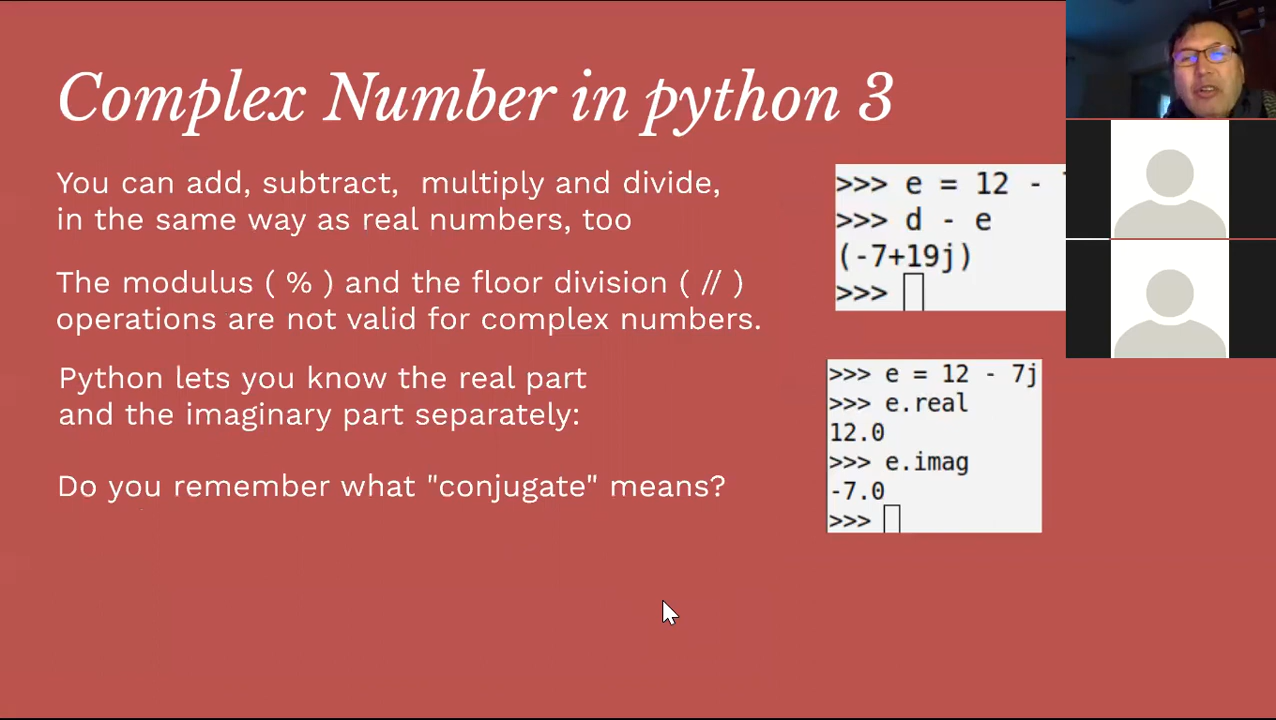 Complex Number in python 3
You can add, subtract, multiply and divide,
in the same way as real numbers, too
The modulus ( % ) and the floor division ( // )
operations are not valid for complex numbers.
Python lets you know the real part
and the imaginary part separately:
Do you remember what "conjugate" means?
>>> e = 12 -
>>> d - e
(-7+19j)
>>>
>>> e = 12 - 7j
>>> e.real
12.0
>>> e.imag
-7.0
>>>